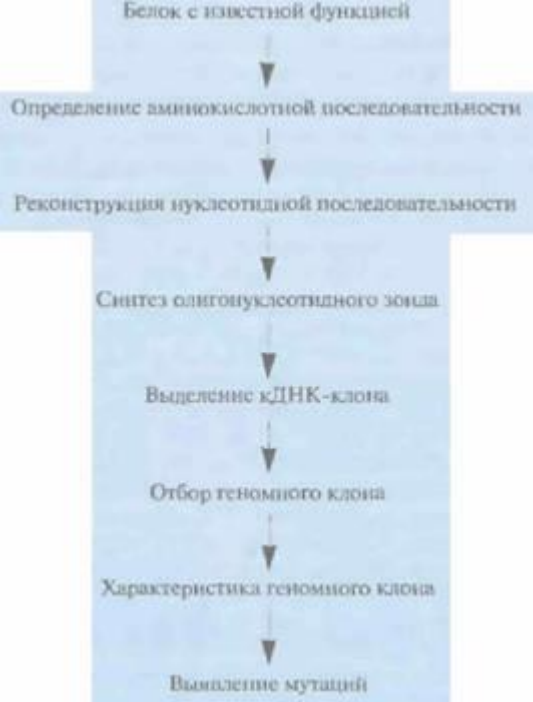 Белок с известной функцией
Определение аминокислотной последовательности
Реконструкция нуклеотидной последовательности
Синтез олигонуклеотидного зонда
Выделение кДНК-клона
Отбор геномного клона
Характеристика геномного клона
Выявление мутаций